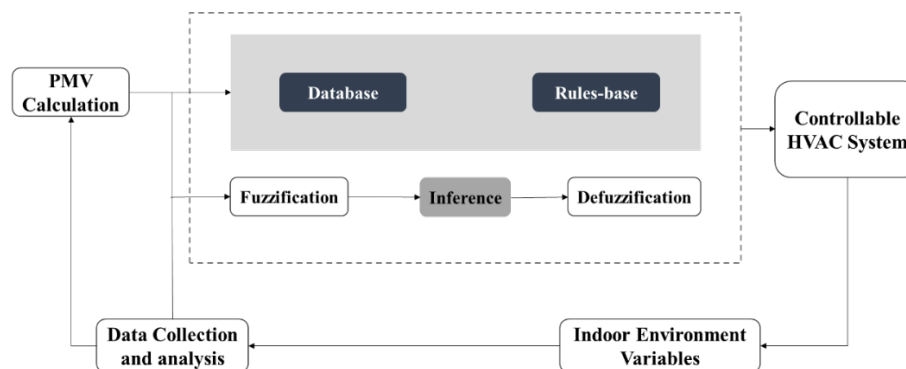 PMV
Calculation
Database
Rules-base
Controllable
HVAC System
Fuzzification
Inference
Defuzzification
Data Collection
and analysis
Indoor Environment
Variables